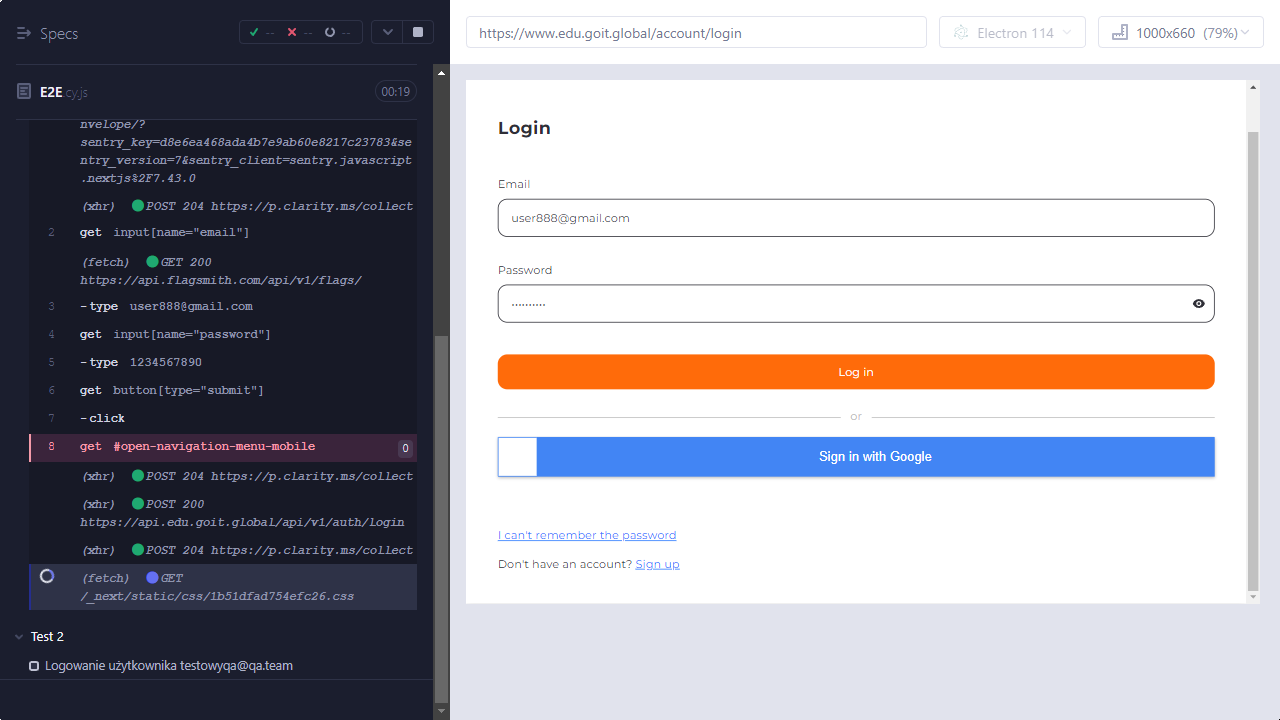 Specs
--
--
--
E2E.cy.js
00:19
nvelope/?
sentry_key=d8e6ea468ada4b7e9ab60e8217c23783&se
ntry_version=7&sentry_client=sentry.javascript
.nextjs%2F7.43.0
(xhr) POST 204 https://p.clarity.ms/collect
2 get input[name="email"]
(fetch) GET 200
https://api.flagsmith.com/api/v1/flags/
3 -type user888@gmail.com
4 get input[name="password"]
5 -type 1234567890
6 get button[type="submit"]
7 -click
8 get #open-navigation-menu-mobile 0
(xhr) POST 204 https://p.clarity.ms/collect
(xhr) POST 200
https://api.edu.goit.global/api/v1/auth/login
(xhr) POST 204 https://p.clarity.ms/collect
(fetch) GET
/_next/static/css/1b51dfad754efc26.css
Test 2
Logowanie użytkownika testowyqa@qa.team
https://www.edu.goit.global/account/login
Electron 114
1000x660 (79%)
Login
Email
user888@gmail.com
Password
··········
Log in
or
Sign in with Google
I can't remember the password
Don't have an account? Sign up